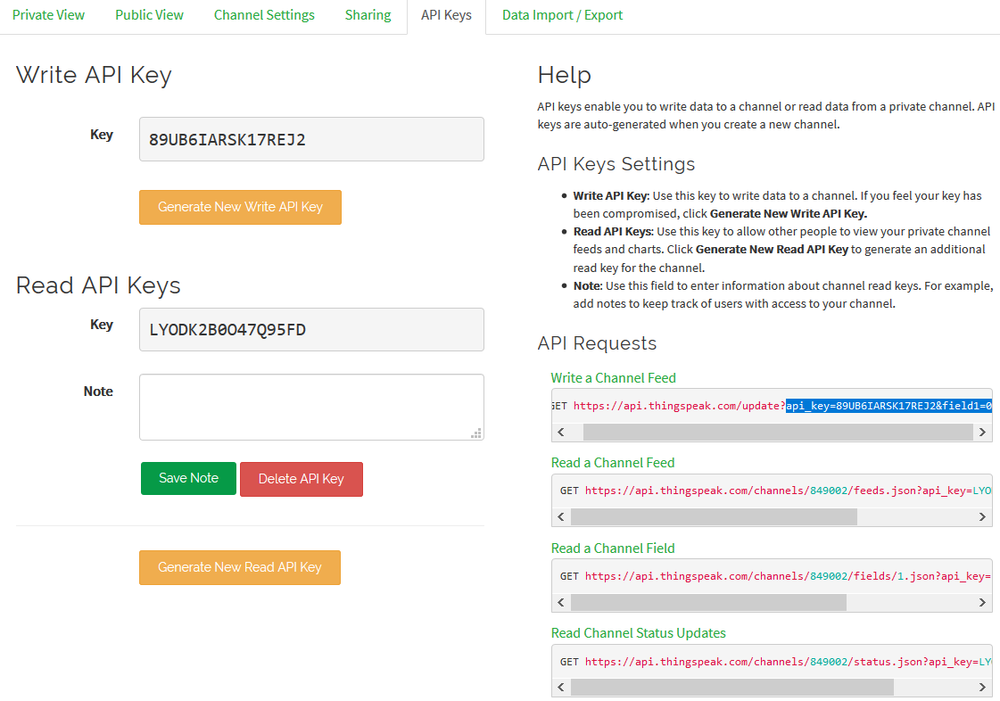 Private View
Public View
Channel Settings
Sharing
API Keys
Data Import / Export
Write API Key
Key
89UB6IARSK17REJ2
Generate New Write API Key
Read API Keys
Key
LYODK2B0O47Q95FD
Note
Save Note
Delete API Key
Generate New Read API Key
Help
API keys enable you to write data to a channel or read data from a private channel. API
keys are auto-generated when you create a new channel.
API Keys Settings
• Write API Key: Use this key to write data to a channel. If you feel your key has
been compromised, click Generate New Write API Key.
• Read API Keys: Use this key to allow other people to view your private channel
feeds and charts. Click Generate New Read API Key to generate an additional
read key for the channel.
• Note: Use this field to enter information about channel read keys. For example,
add notes to keep track of users with access to your channel.
API Requests
Write a Channel Feed
GET https://api.thingspeak.com/update?api_key=89UB6IARSK17REJ2&field1=0
Read a Channel Feed
GET https://api.thingspeak.com/channels/849002/feeds.json?api_key=LYO
Read a Channel Field
GET https://api.thingspeak.com/channels/849002/fields/1.json?api_key=
Read Channel Status Updates
GET https://api.thingspeak.com/channels/849002/status.json?api_key=LY